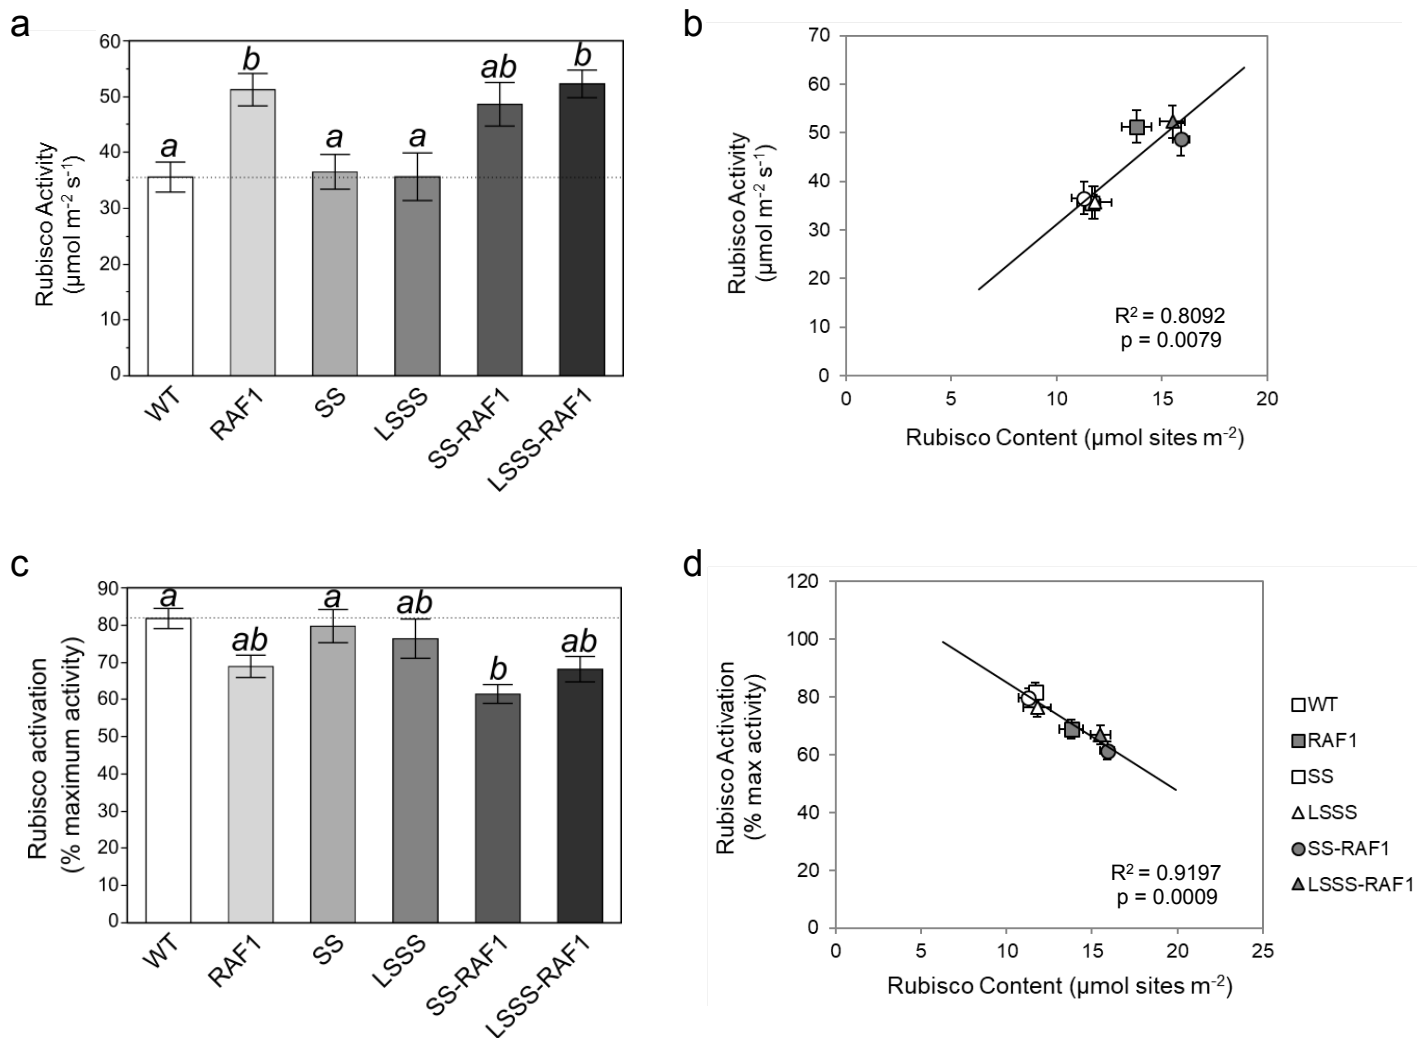 a
Rubisco Activity
(µmol m-2 s-1)
60
50
40
30
20
10
0
a
b
a
a
ab
b
WT
RAF1
SS
LSSS
SS-RAF1
LSSS-RAF1
b
Rubisco Activity
(µmol m-2 s-1)
70
60
50
40
30
20
10
0
R2 = 0.8092
p = 0.0079
0
5
10
15
20
Rubisco Content (µmol sites m-2)
c
Rubisco activation
(% maximum activity)
90
80
70
60
50
40
30
20
10
0
a
ab
a
ab
b
ab
WT
RAF1
SS
LSSS
SS-RAF1
LSSS-RAF1
d
Rubisco Activation
(% max activity)
120
100
80
60
40
20
0
R2 = 0.9197
p = 0.0009
0
5
10
15
20
25
Rubisco Content (µmol sites m-2)
WT
RAF1
SS
LSSS
SS-RAF1
LSSS-RAF1